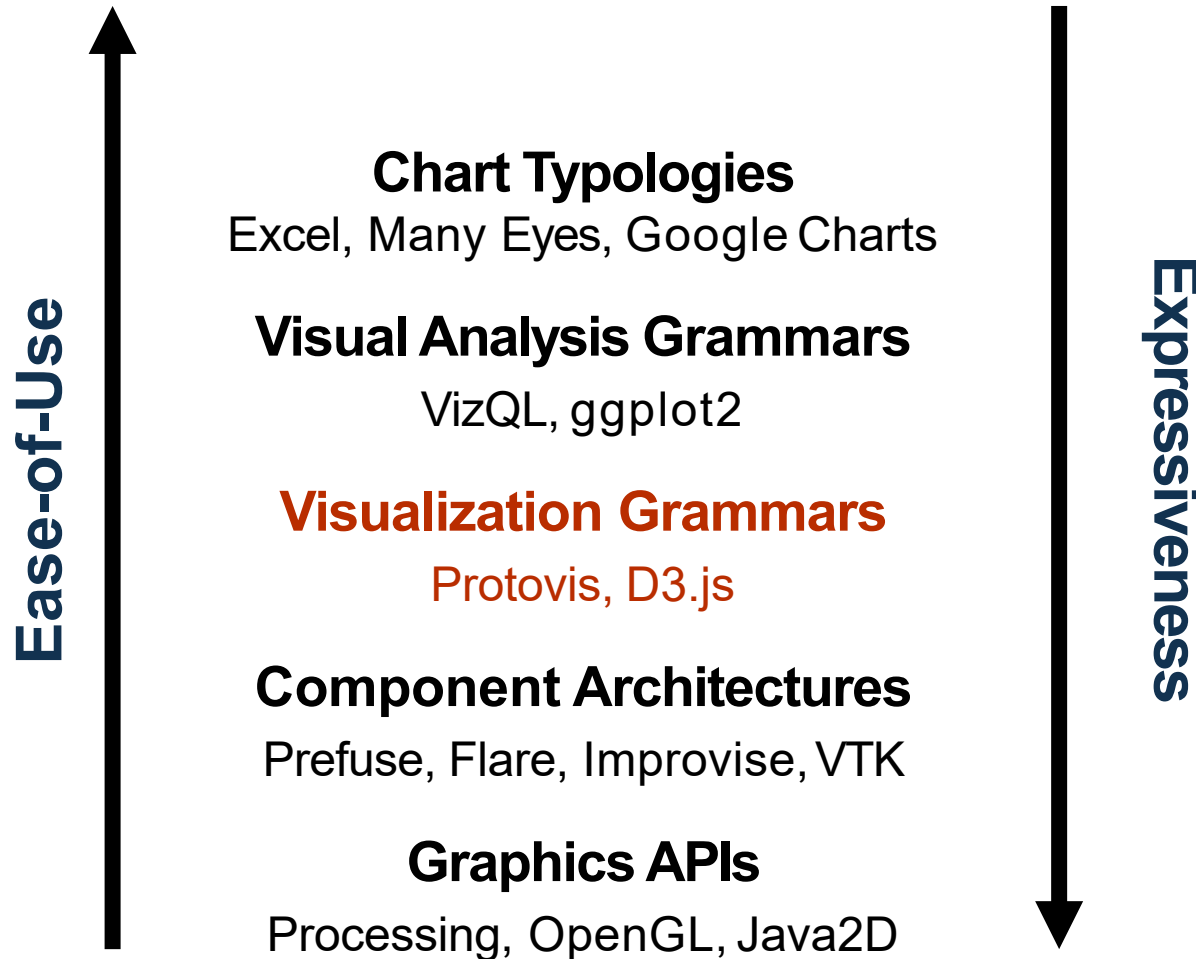 Ease-of-Use
Chart Typologies
Excel, Many Eyes, Google Charts
Visual Analysis Grammars
VizQL, ggplot2
Visualization Grammars
Protovis, D3.js
Component Architectures
Prefuse, Flare, Improvise, VTK
Graphics APIs
Processing, OpenGL, Java2D
Expressiveness